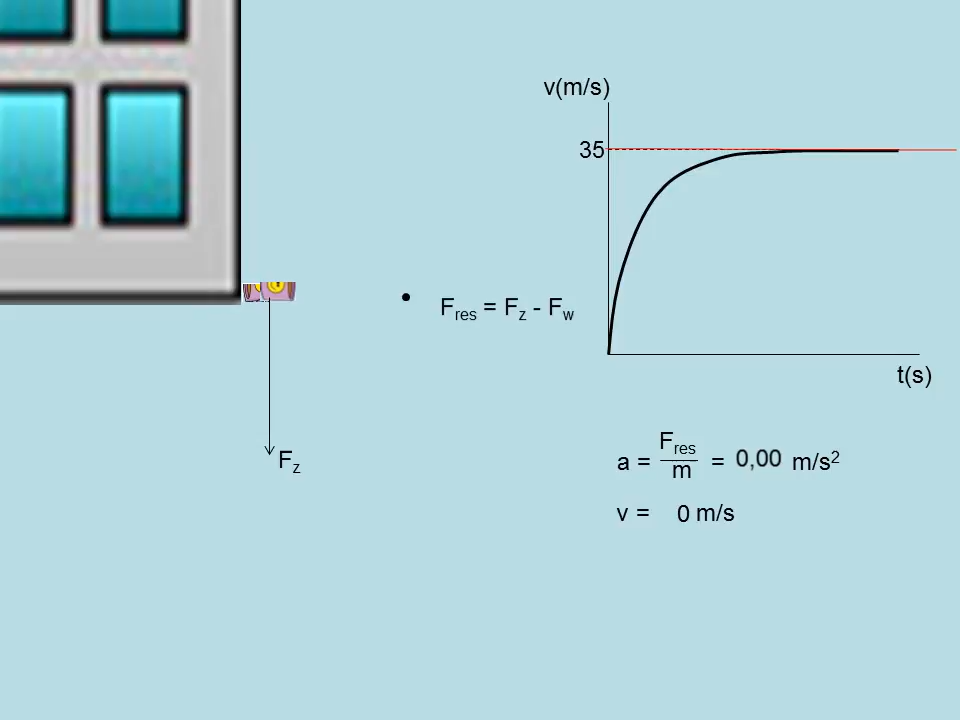 v(m/s)
35
• F_res = F_z - F_w
t(s)
F_z
a = F_res/m = 0,00 m/s²
v = 0 m/s